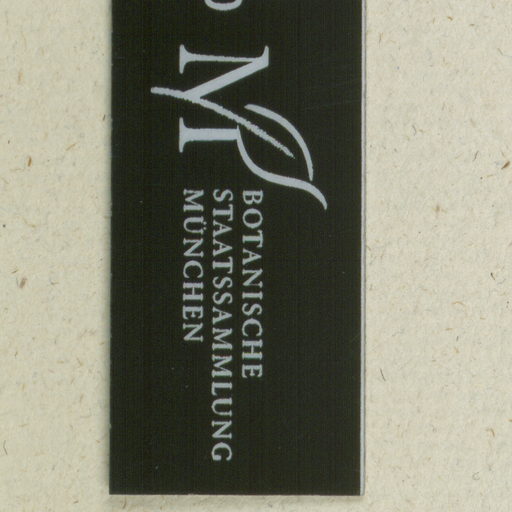 M
BOTANISCHE
STAATSSAMMLUNG
MÜNCHEN